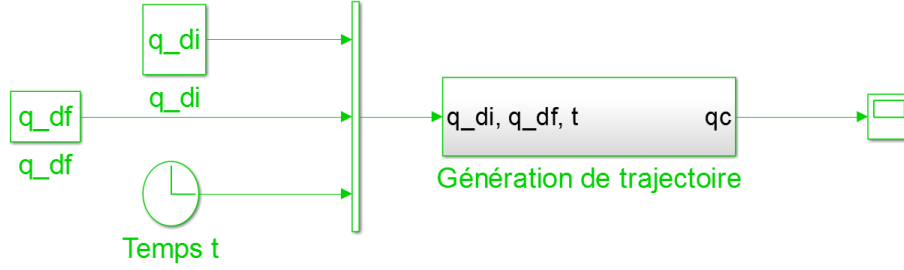 q_di
q_di
q_df
q_df
Temps t
q_di, q_df, t
qc
Génération de trajectoire